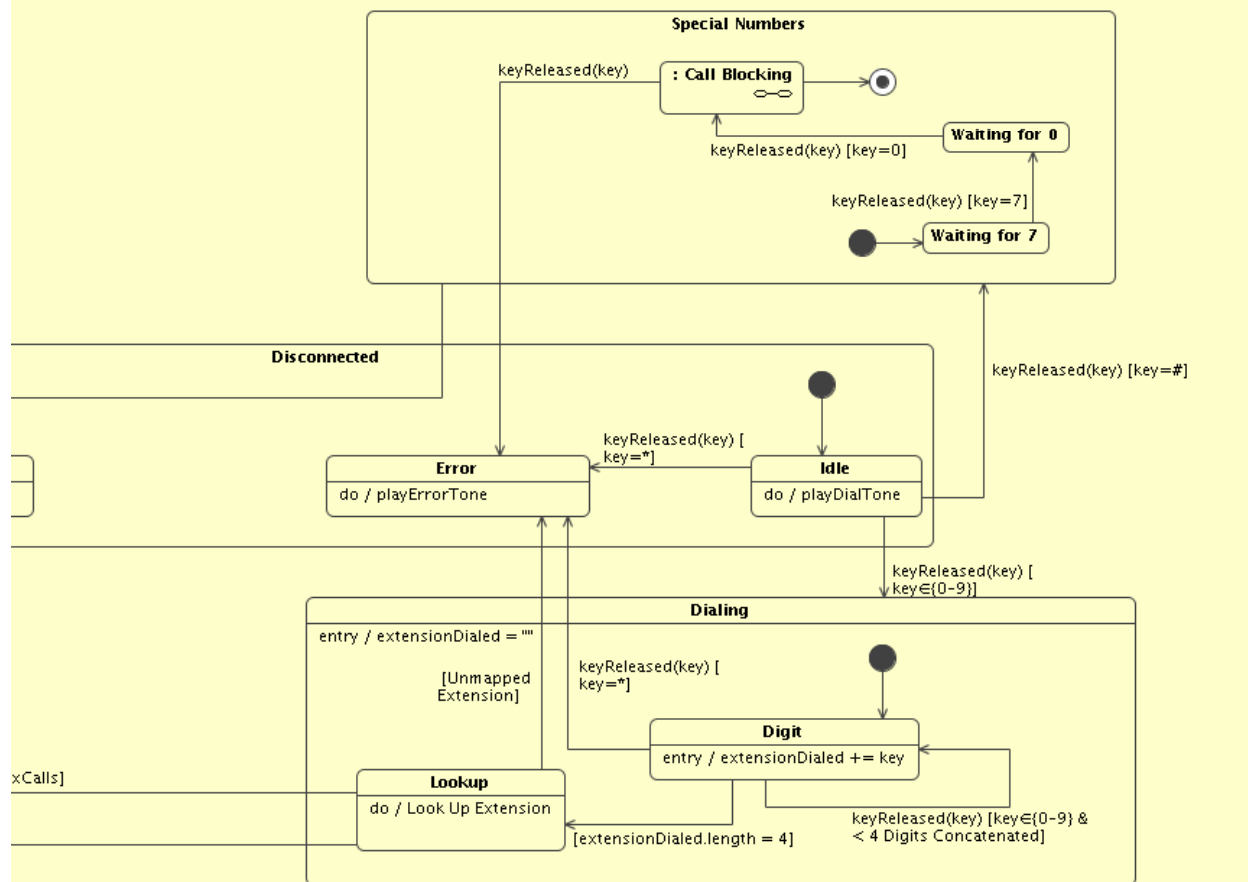 Special Numbers
keyReleased(key)
: Call Blocking
Waiting for 0
keyReleased(key) [key=0]
keyReleased(key) [key=7]
Waiting for 7
Disconnected
keyReleased(key) [key=#]
keyReleased(key) [
key=*]
Error
do / playErrorTone
Idle
do / playDialTone
keyReleased(key) [
key∈{0-9}]
Dialing
entry / extensionDialed = ""
[Unmapped
Extension]
keyReleased(key) [
key=*]
Digit
entry / extensionDialed += key
xCalls]
Lookup
do / Look Up Extension
keyReleased(key) [key∈{0-9} &
< 4 Digits Concatenated]
[extensionDialed.length = 4]